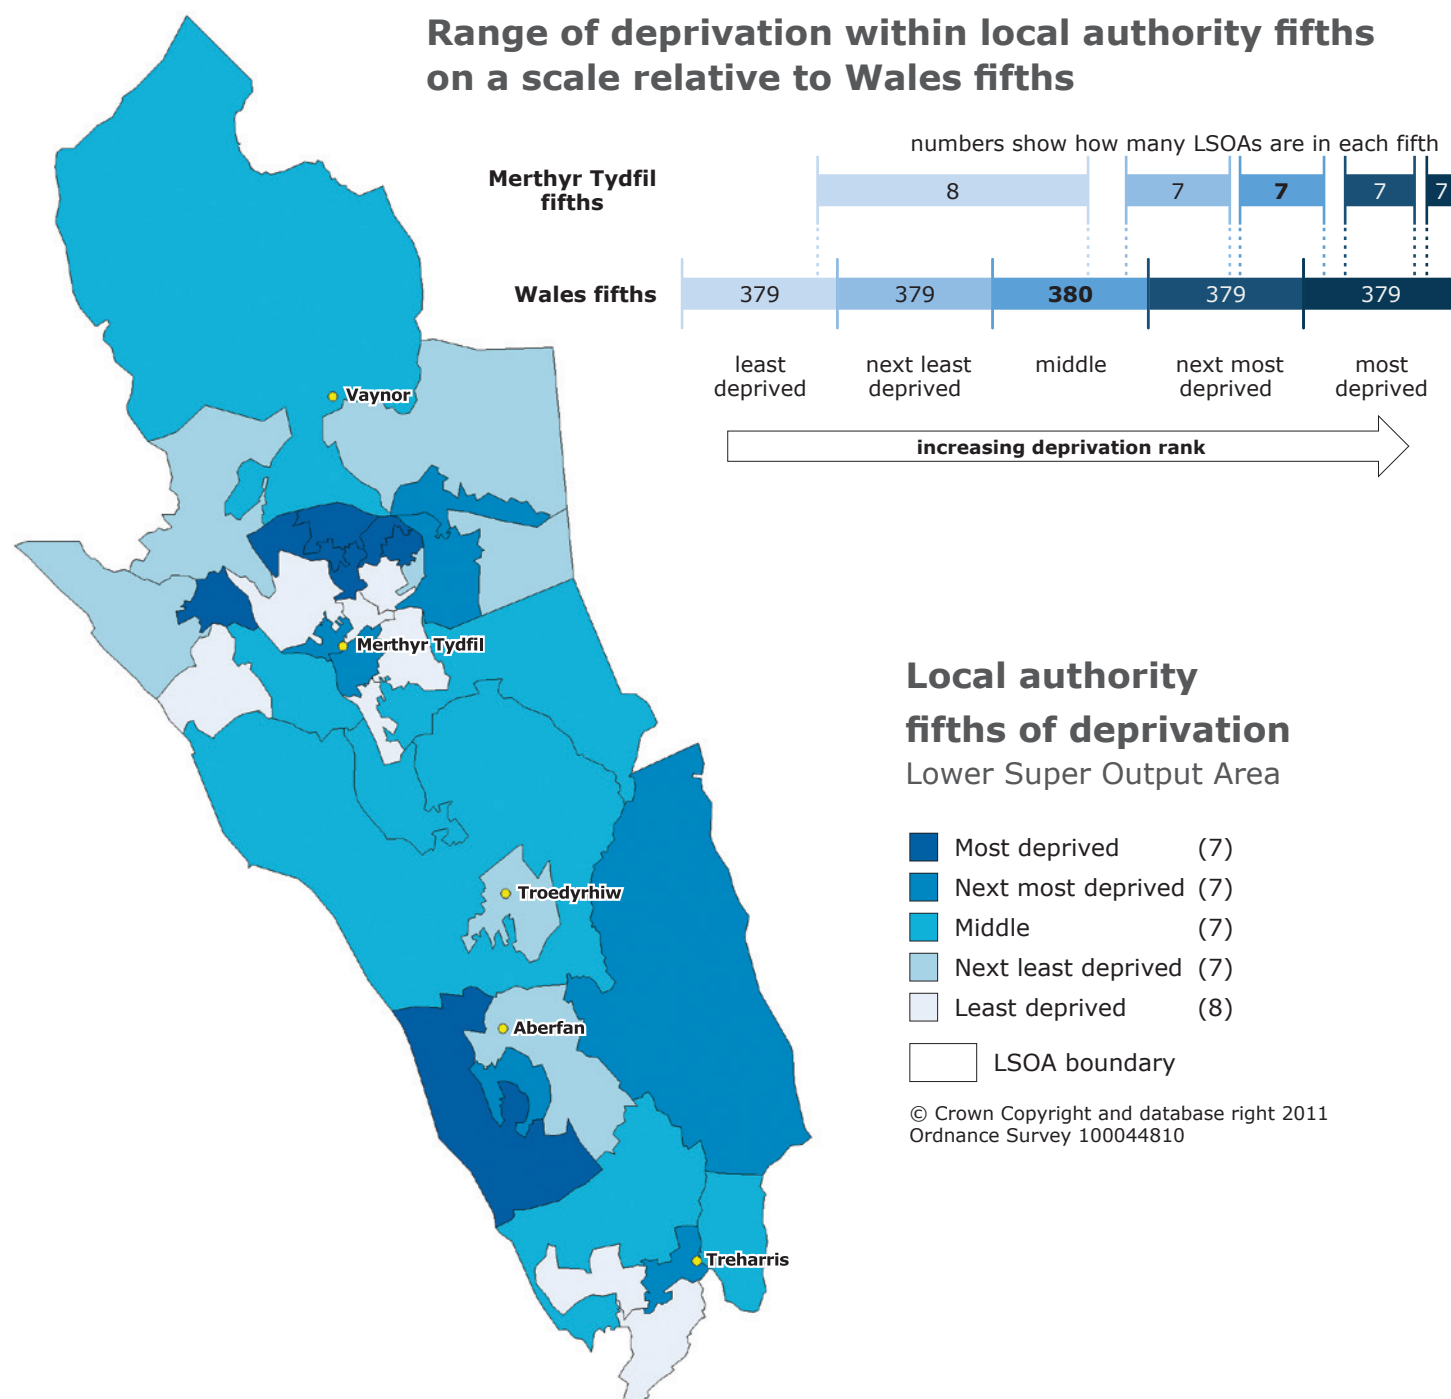 Range of deprivation within local authority fifths
on a scale relative to Wales fifths
numbers show how many LSOAs are in each fifth
Merthyr Tydfil
fifths
8
7
7
7
7
Wales fifths
379
379
380
379
379
least
deprived
next least
deprived
middle
next most
deprived
most
deprived
increasing deprivation rank
Vaynor
Merthyr Tydfil
Troedyrhiw
Aberfan
Treharris
Local authority
fifths of deprivation
Lower Super Output Area
Most deprived (7)
Next most deprived (7)
Middle (7)
Next least deprived (7)
Least deprived (8)
LSOA boundary
© Crown Copyright and database right 2011
Ordnance Survey 100044810